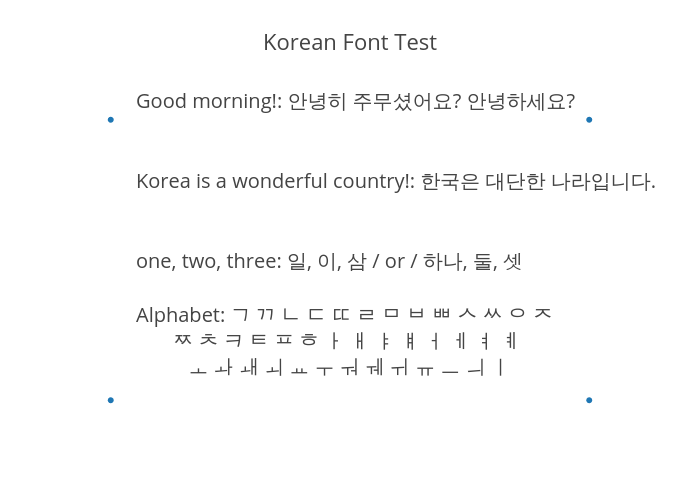 Korean Font Test
Good morning!: 안녕히 주무셨어요? 안녕하세요?
Korea is a wonderful country!: 한국은 대단한 나라입니다.
one, two, three: 일, 이, 삼 / or / 하나, 둘, 셋
Alphabet: ㄱ ㄲ ㄴ ㄷ ㄸ ㄹ ㅁ ㅂ ㅃ ㅅ ㅆ ㅇ ㅈ
ㅉ ㅊ ㅋ ㅌ ㅍ ㅎ ㅏ ㅐ ㅑ ㅒ ㅓ ㅔ ㅕ ㅖ
ㅗ ㅘ ㅙ ㅚ ㅛ ㅜ ㅝ ㅞ ㅟ ㅠ ㅡ ㅢ ㅣ